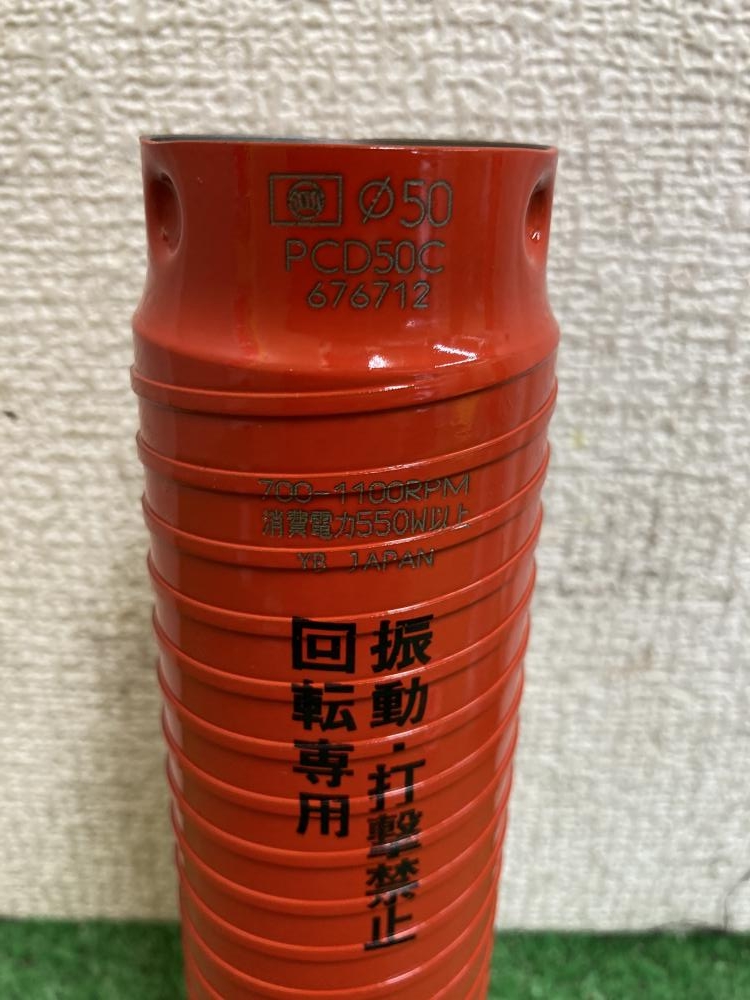 Ø50
PCD50C
676712
700-1100RPM
消費電力550W以上
YB JAPAN
振動・打撃禁止
回転専用